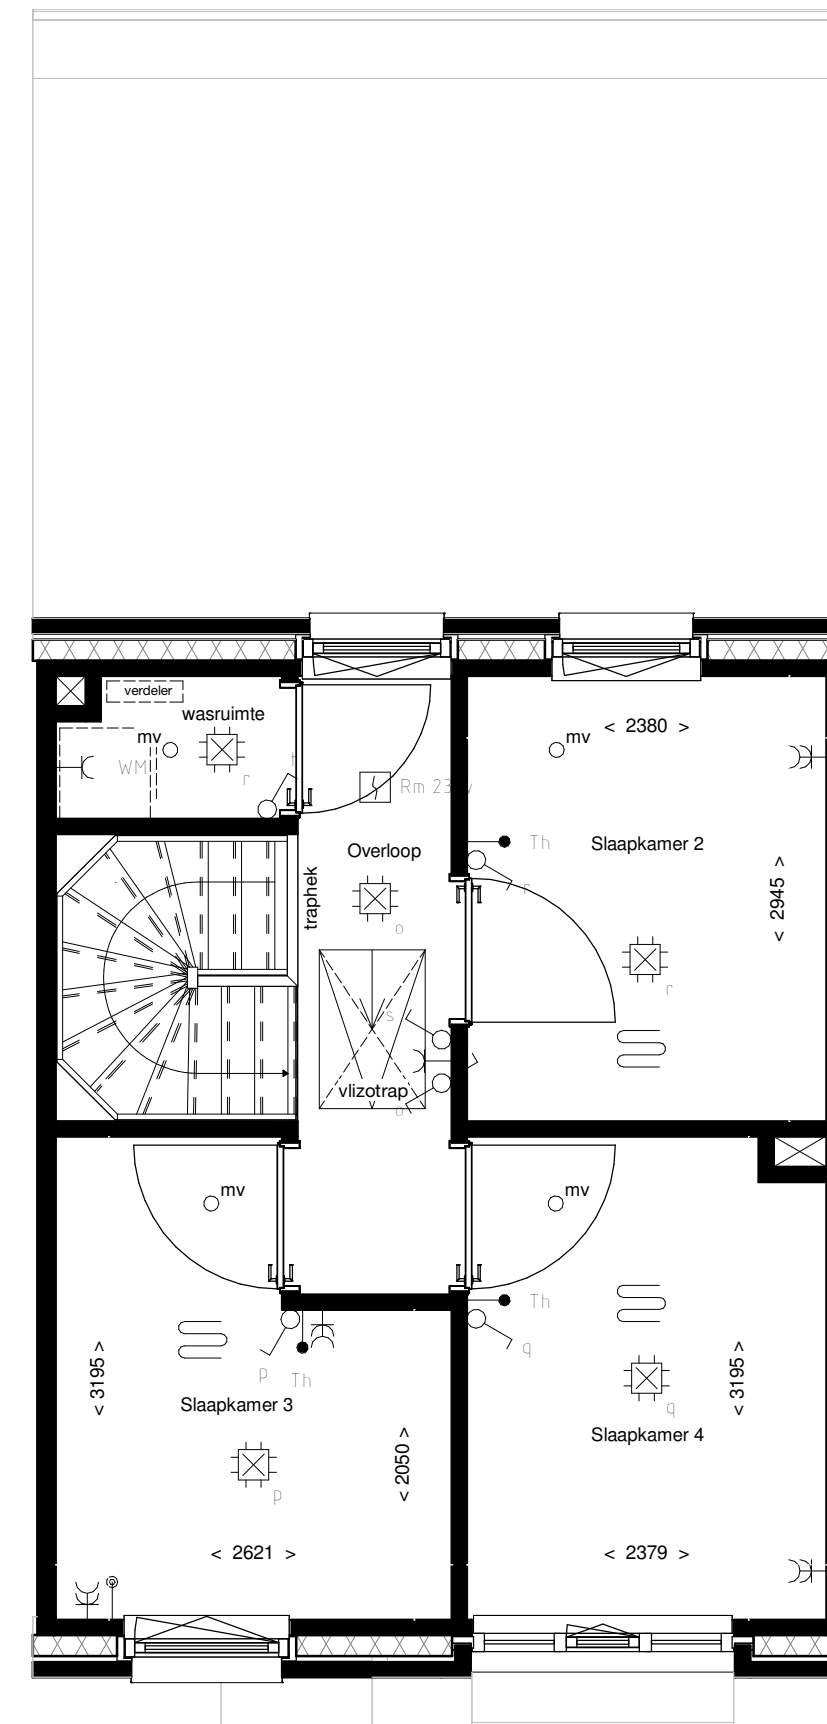 verdeler
wasruimte
mv
WM
r
t
Rm 23 v
mv
< 2380 >
Th
r
Slaapkamer 2
< 2945 >
r
Overloop
traphek
o
s
vlizotrap
o
mv
mv
Th
q
p
Th
< 3195 >
Slaapkamer 3
< 2050 >
p
< 2621 >
< 3195 >
q
Slaapkamer 4
< 2379 >